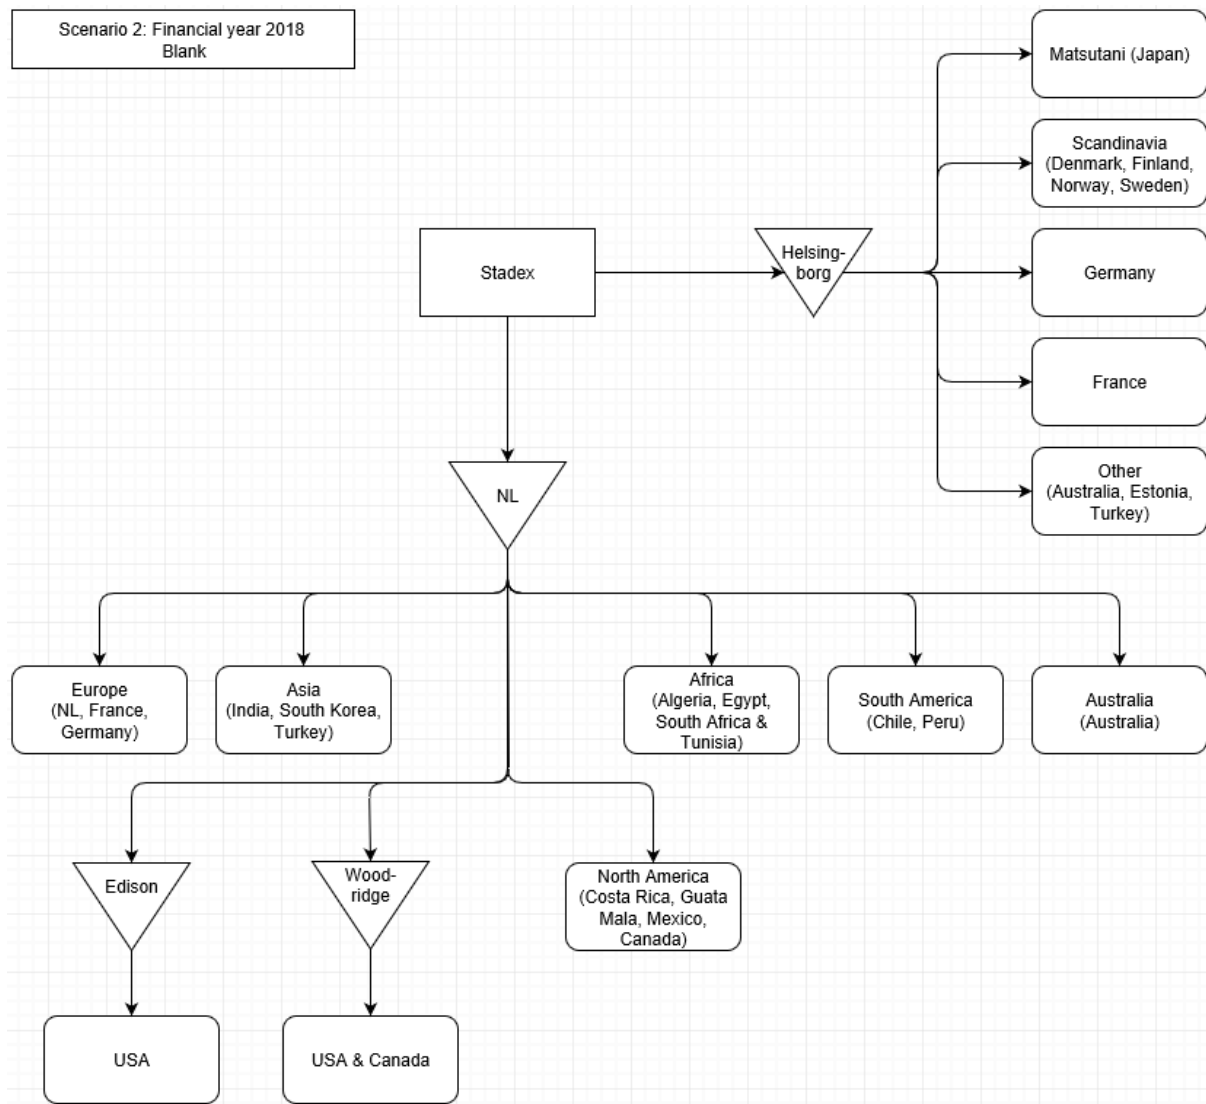 Scenario 2: Financial year 2018
Blank
Matsutani (Japan)
Scandinavia
(Denmark, Finland,
Norway, Sweden)
Stadex
Helsing-
borg
Germany
France
Other
(Australia, Estonia,
Turkey)
NL
Europe
(NL, France,
Germany)
Asia
(India, South Korea,
Turkey)
Africa
(Algeria, Egypt,
South Africa &
Tunisia)
South America
(Chile, Peru)
Australia
(Australia)
Edison
Wood-
ridge
North America
(Costa Rica, Guata
Mala, Mexico,
Canada)
USA
USA & Canada